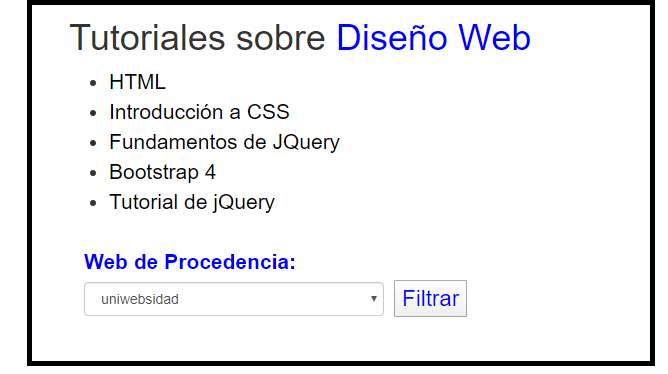 Tutoriales sobre Diseño Web
• HTML
• Introducción a CSS
• Fundamentos de JQuery
• Bootstrap 4
• Tutorial de jQuery
Web de Procedencia:
uniwebsidad
Filtrar